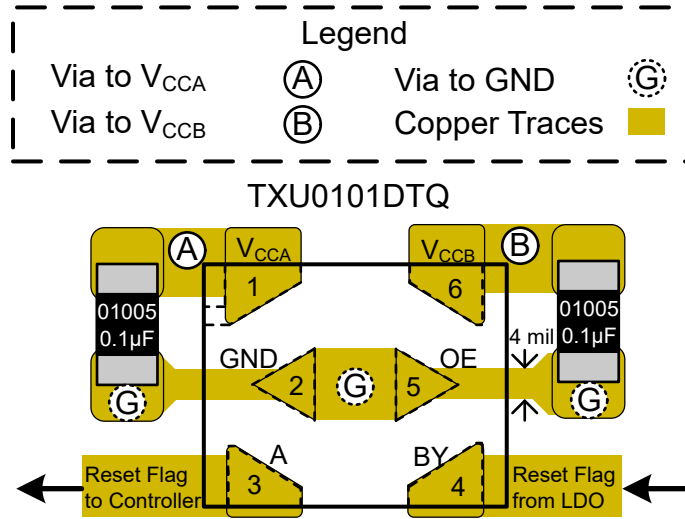 Legend
Via to VCCA A Via to GND G
Via to VCCB B Copper Traces
TXU0101DTQ
A VCCA VCCB B
1 6
01005 01005
0.1µF 0.1µF
4 mil
GND OE
2 G 5
G G
A BY
Reset Flag 3 4 Reset Flag
to Controller from LDO